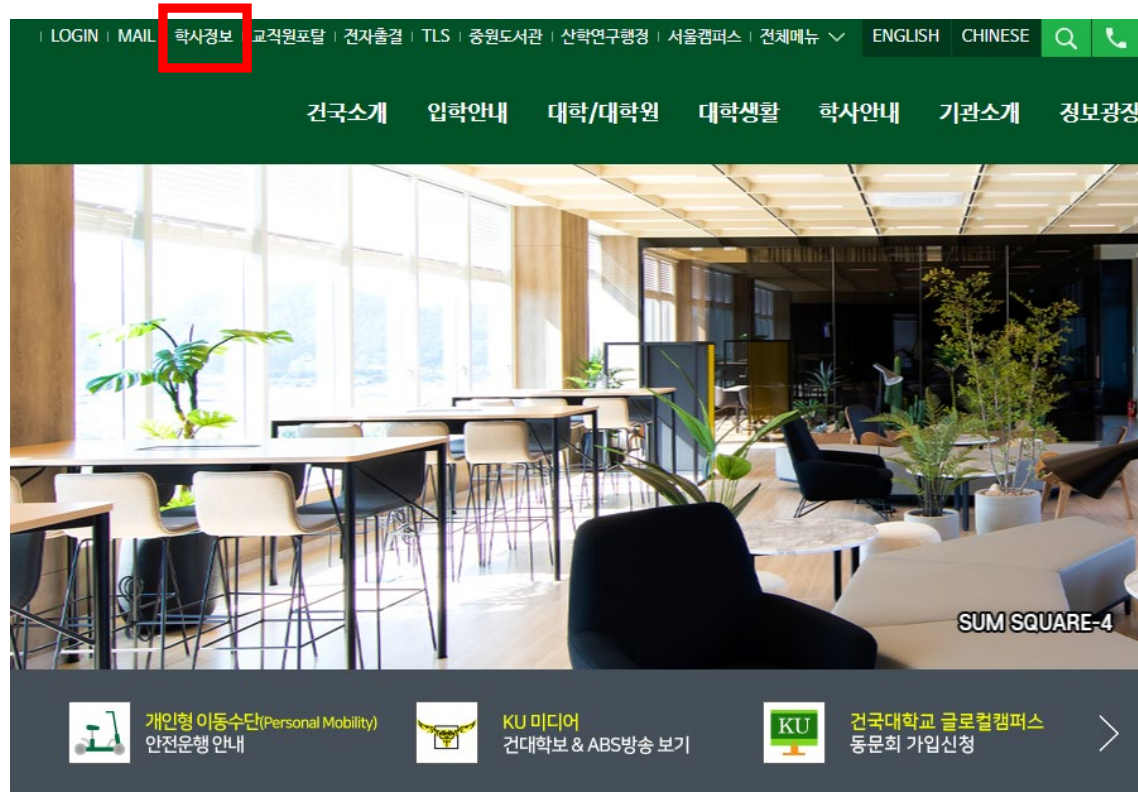 LOGIN | MAIL | 학사정보 | 교직원포탈 | 전자출결 | TLS | 중원도서관 | 산학연구행정 | 서울캠퍼스 | 전체메뉴 ENGLISH CHINESE
건국소개 입학안내 대학/대학원 대학생활 학사안내 기관소개 정보광장
SUM SQUARE-4
개인형 이동수단(Personal Mobility)
안전운행 안내
KU 미디어
건대학보 & ABS방송 보기
KU
건국대학교 글로컬캠퍼스
동문회 가입신청